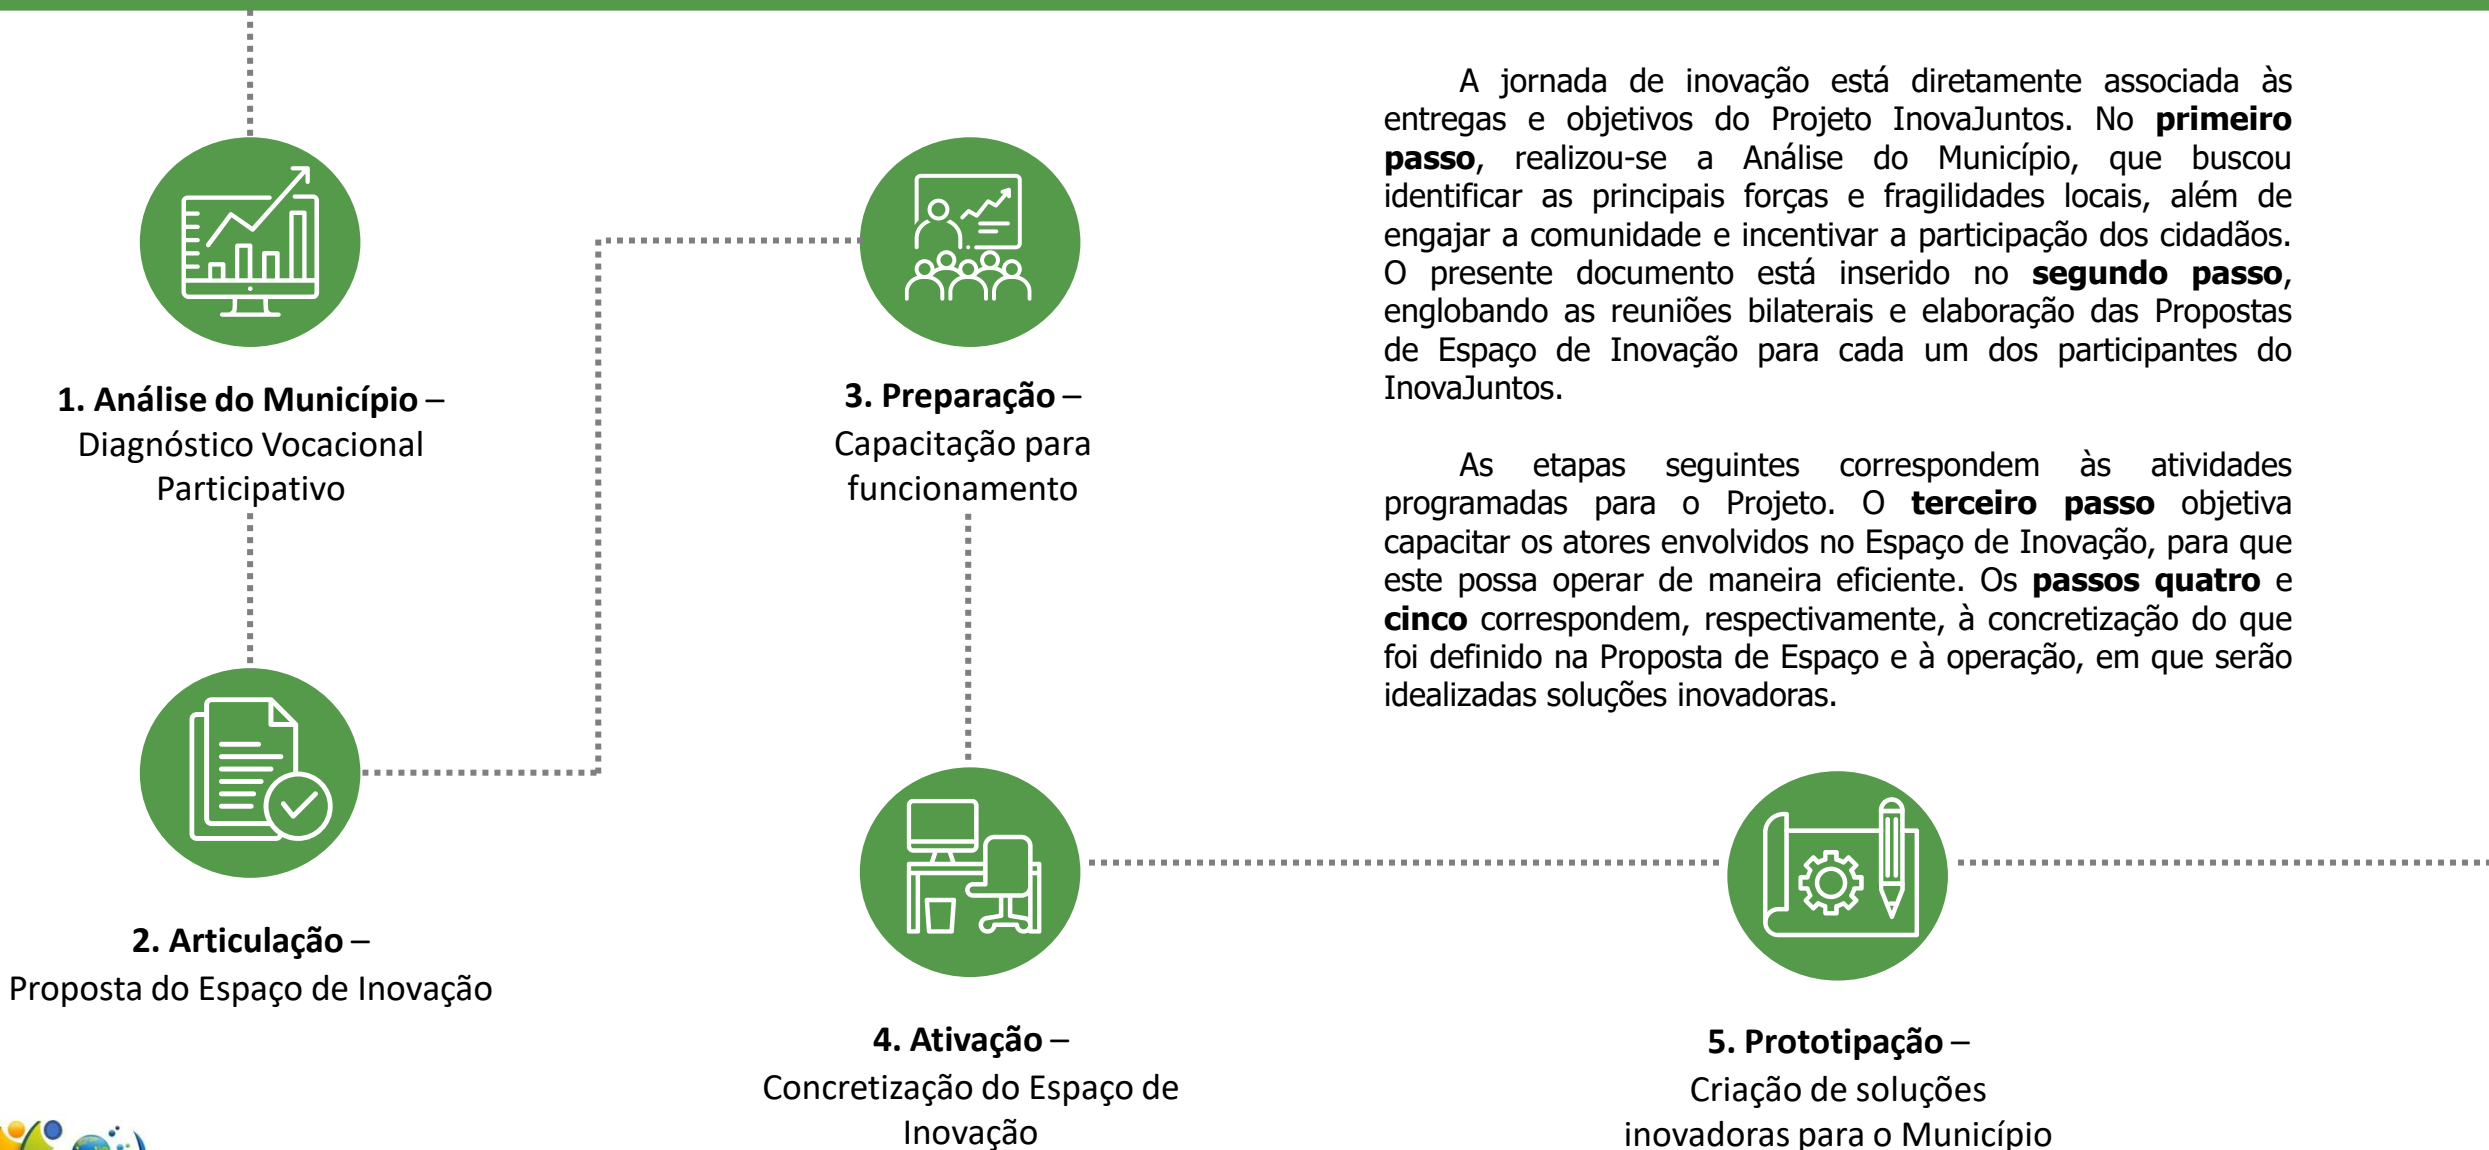 1. Análise do Município –
Diagnóstico Vocacional
Participativo
2. Articulação –
Proposta do Espaço de Inovação
3. Preparação –
Capacitação para
funcionamento
4. Ativação –
Concretização do Espaço de
Inovação
A jornada de inovação está diretamente associada às
entregas e objetivos do Projeto InovaJuntos. No primeiro
passo, realizou-se a Análise do Município, que buscou
identificar as principais forças e fragilidades locais, além de
engajar a comunidade e incentivar a participação dos cidadãos.
O presente documento está inserido no segundo passo,
englobando as reuniões bilaterais e elaboração das Propostas
de Espaço de Inovação para cada um dos participantes do
InovaJuntos.
As etapas seguintes correspondem às atividades
programadas para o Projeto. O terceiro passo objetiva
capacitar os atores envolvidos no Espaço de Inovação, para que
este possa operar de maneira eficiente. Os passos quatro e
cinco correspondem, respectivamente, à concretização do que
foi definido na Proposta de Espaço e à operação, em que serão
idealizadas soluções inovadoras.
5. Prototipação –
Criação de soluções
inovadoras para o Município